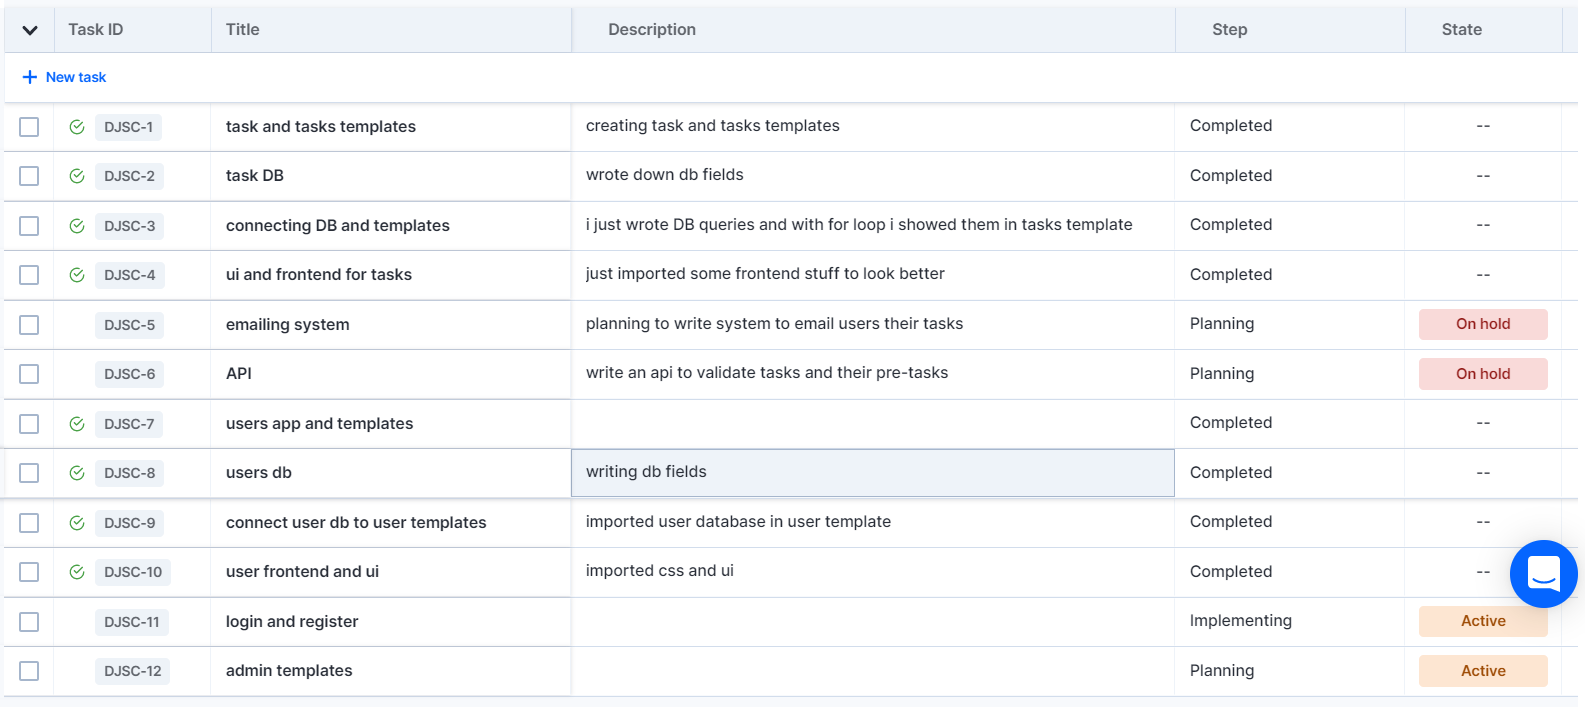 Task ID Title Description Step State
New task
DJSC-1 task and tasks templates creating task and tasks templates Completed --
DJSC-2 task DB wrote down db fields Completed --
DJSC-3 connecting DB and templates i just wrote DB queries and with for loop i showed them in tasks template Completed --
DJSC-4 ui and frontend for tasks just imported some frontend stuff to look better Completed --
DJSC-5 emailing system planning to write system to email users their tasks Planning On hold
DJSC-6 API write an api to validate tasks and their pre-tasks Planning On hold
DJSC-7 users app and templates Completed --
DJSC-8 users db writing db fields Completed --
DJSC-9 connect user db to user templates imported user database in user template Completed --
DJSC-10 user frontend and ui imported css and ui Completed --
DJSC-11 login and register Implementing Active
DJSC-12 admin templates Planning Active